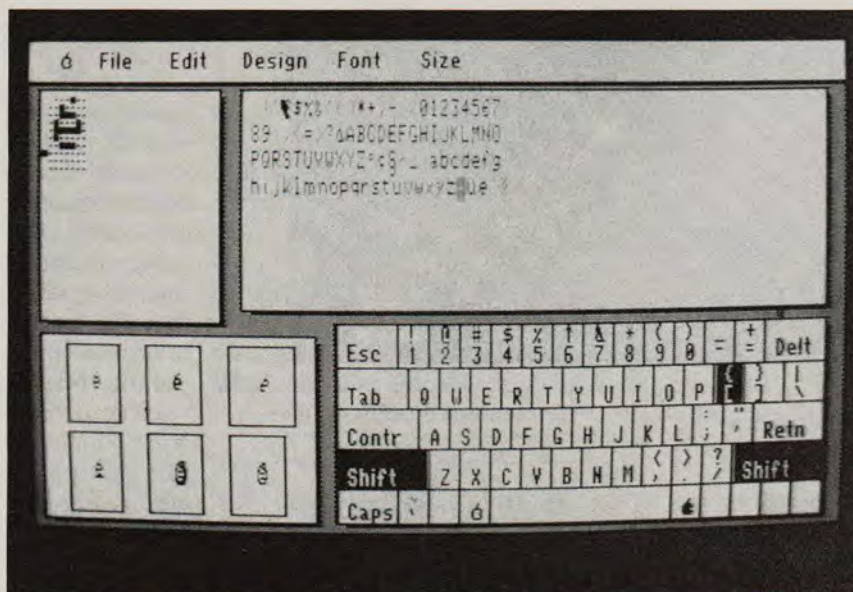 File Edit Design Font Size
$%& *+,- 01234567
89 <=>?ABCDEFGHIJKLMNO
PQRSTUVWXYZ ¢§^_ abcdefg
hijklmnopqrstuvwxyz üe
é é é
é é é
Esc ! 1 @ 2 # 3 $ 4 % 5 ↑ 6 & 7 + 8 ( 9 ) 0 – = + = Delt
Tab Q W E R T Y U I O P { [ } ] | \
Contr A S D F G H J K L : ; " ' Retn
Shift Z X C V B N M < , > . ? / Shift
Caps